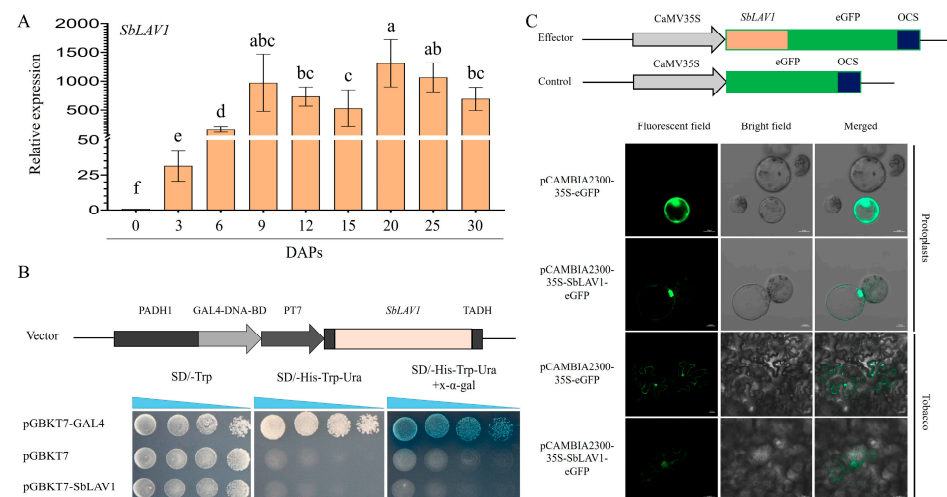 A
SbLAV1
Relative expression
2000
1500
1000
500
50
25
0
f
e
d
abc
bc
c
a
ab
bc
0 3 6 9 12 15 20 25 30
DAPs
B
PADH1 GAL4-DNA-BD PT7 SbLAV1 TADH
Vector
SD/-Trp
SD/-His-Trp-Ura
SD/-His-Trp-Ura
+x-α-gal
pGBKT7-GAL4
pGBKT7
pGBKT7-SbLAV1
C
CaMV35S SbLAV1 eGFP OCS
Effector
CaMV35S eGFP OCS
Control
Fluorescent field Bright field Merged
pCAMBIA2300-
35S-eGFP
pCAMBIA2300-
35S-SbLAV1-
eGFP
Protoplasts
pCAMBIA2300-
35S-eGFP
pCAMBIA2300-
35S-SbLAV1-
eGFP
Tobacco